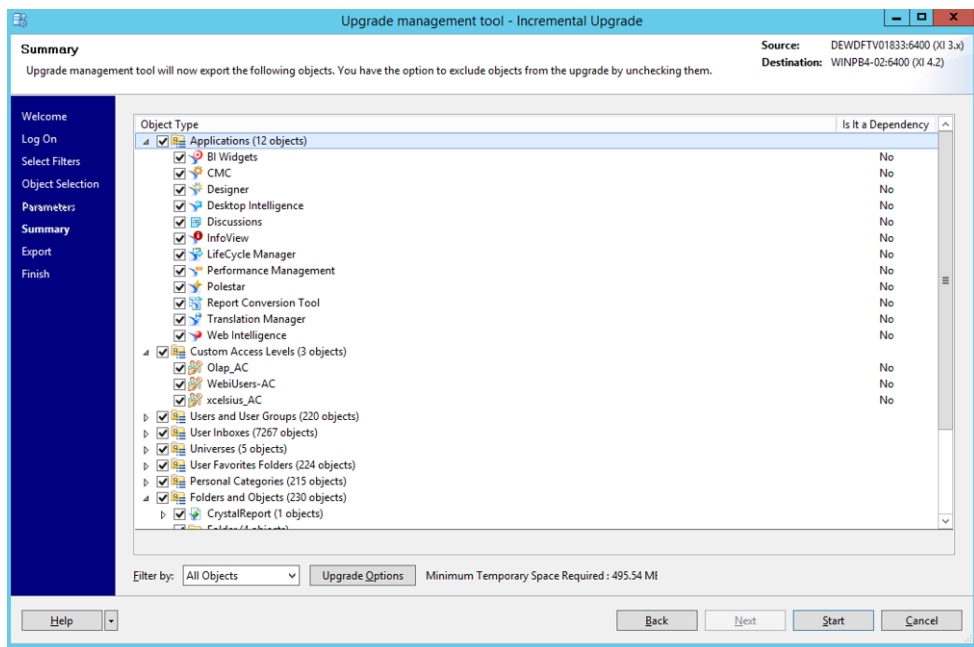 Upgrade management tool - Incremental Upgrade
Summary
Upgrade management tool will now export the following objects. You have the option to exclude objects from the upgrade by unchecking them.
Source: DEWDFTV01833:6400 (XI 3.x)
Destination: WINPB4-02:6400 (XI 4.2)
Welcome
Log On
Select Filters
Object Selection
Parameters
Summary
Export
Finish
Object Type Is It a Dependency
Applications (12 objects)
BI Widgets No
CMC No
Designer No
Desktop Intelligence No
Discussions No
InfoView No
LifeCycle Manager No
Performance Management No
Polestar No
Report Conversion Tool No
Translation Manager No
Web Intelligence No
Custom Access Levels (3 objects)
Olap_AC No
WebiUsers-AC No
xcelsius_AC No
Users and User Groups (220 objects)
User Inboxes (7267 objects)
Universes (5 objects)
User Favorites Folders (224 objects)
Personal Categories (215 objects)
Folders and Objects (230 objects)
CrystalReport (1 objects)
Folder (4 objects)
Filter by: All Objects Upgrade Options Minimum Temporary Space Required : 495.54 MB
Help Back Next Start Cancel